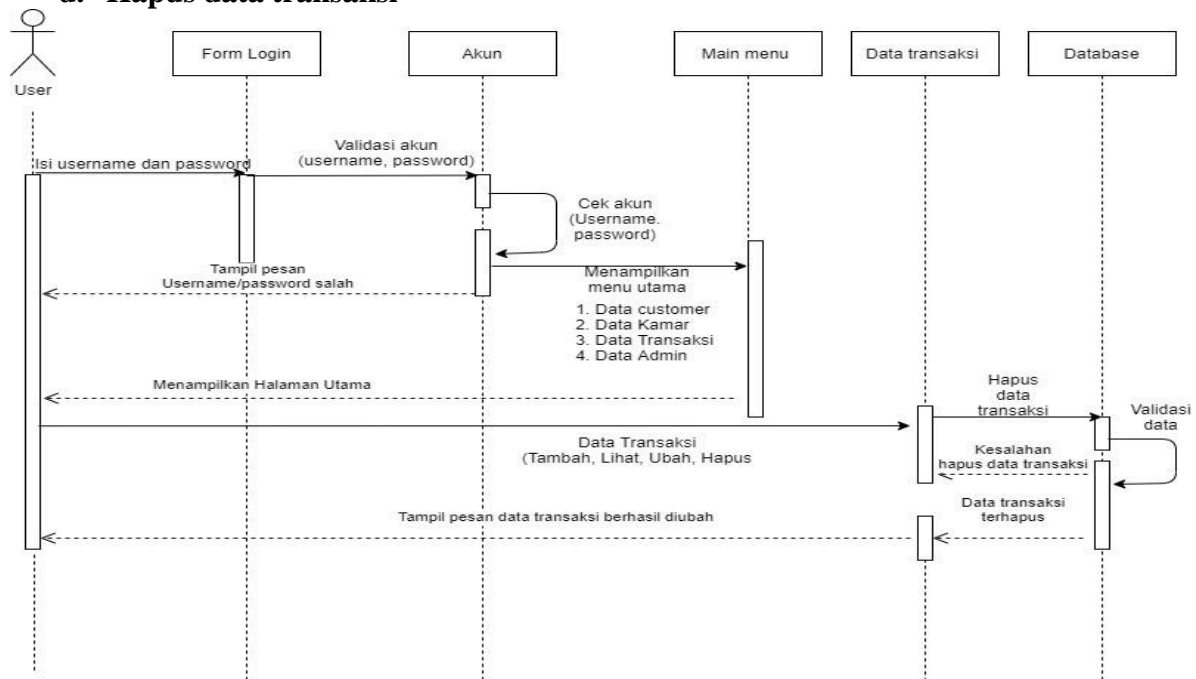 d. Hapus data transaksi
Form Login
Akun
Main menu
Data transaksi
Database
User
Isi username dan password
Validasi akun
(username, password)
Cek akun
(Username.
password)
Tampil pesan
Username/password salah
Menampilkan
menu utama
1. Data customer
2. Data Kamar
3. Data Transaksi
4. Data Admin
Menampilkan Halaman Utama
Hapus
data
transaksi
Validasi
data
Data Transaksi
(Tambah, Lihat, Ubah, Hapus
Kesalahan
hapus data transaksi
Data transaksi
terhapus
Tampil pesan data transaksi berhasil diubah